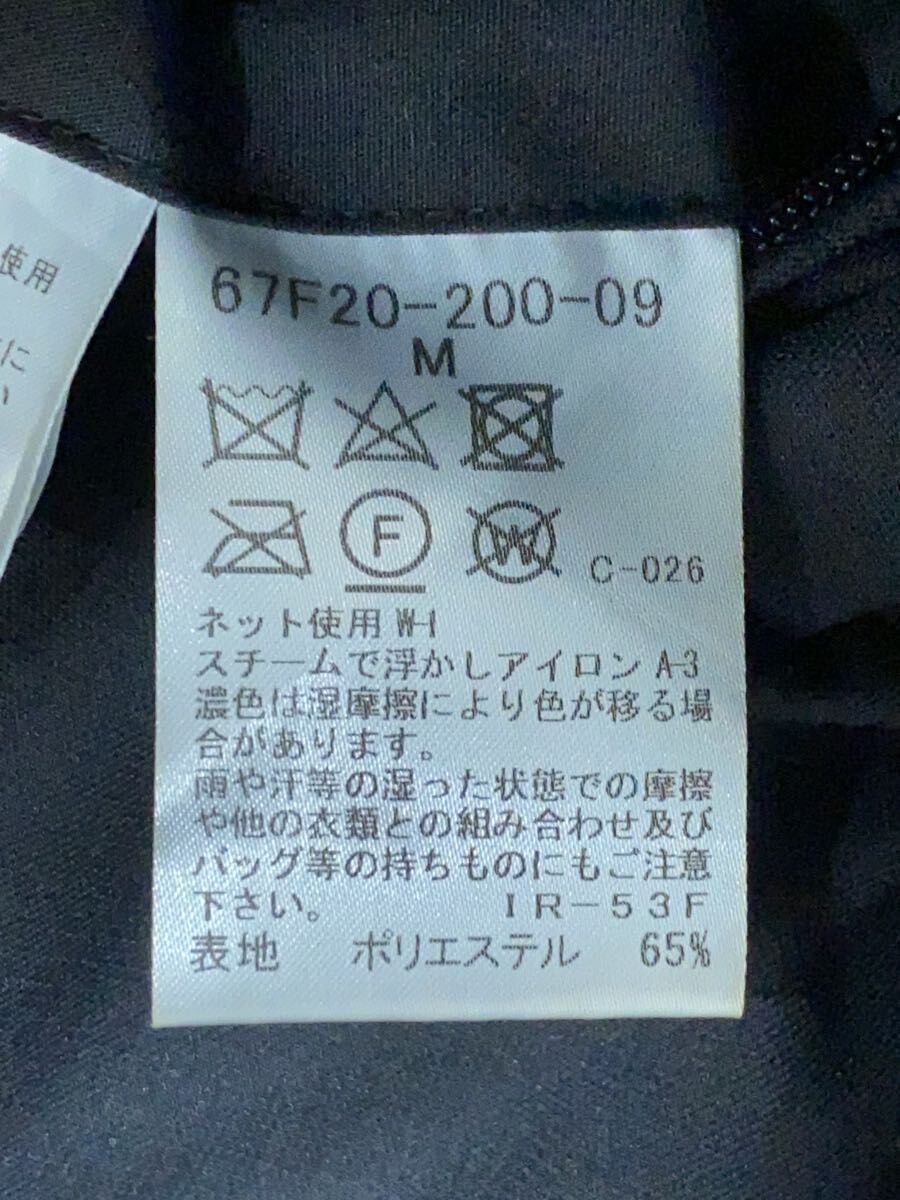 使用
に
い
67F20-200-09
M
F
W
C-026
ネット使用 W-1
スチームで浮かしアイロン A-3
濃色は湿摩擦により色が移る場
合があります。
雨や汗等の湿った状態での摩擦
や他の衣類との組み合わせ及び
バッグ等の持ちものにもご注意
下さい。 IR-53F
表地 ポリエステル 65%